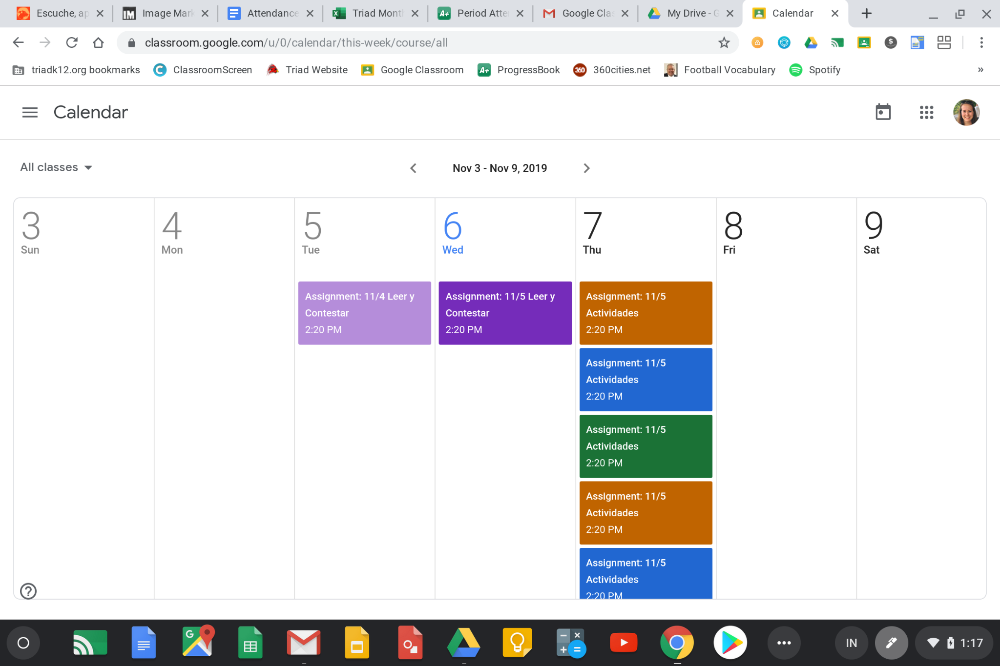 Escuche, ap
Image Mark
Attendance
Triad Month
Period Atte
Google Clas
My Drive - G
Calendar
classroom.google.com/u/0/calendar/this-week/course/all
triadk12.org bookmarks
ClassroomScreen
Triad Website
Google Classroom
ProgressBook
360cities.net
Football Vocabulary
Spotify
Calendar
All classes
Nov 3 - Nov 9, 2019
3
Sun
4
Mon
5
Tue
6
Wed
7
Thu
8
Fri
9
Sat
Assignment: 11/4 Leer y
Contestar
2:20 PM
Assignment: 11/5 Leer y
Contestar
2:20 PM
Assignment: 11/5
Actividades
2:20 PM
Assignment: 11/5
Actividades
2:20 PM
Assignment: 11/5
Actividades
2:20 PM
Assignment: 11/5
Actividades
2:20 PM
Assignment: 11/5
Actividades
2:20 PM
IN
1:17